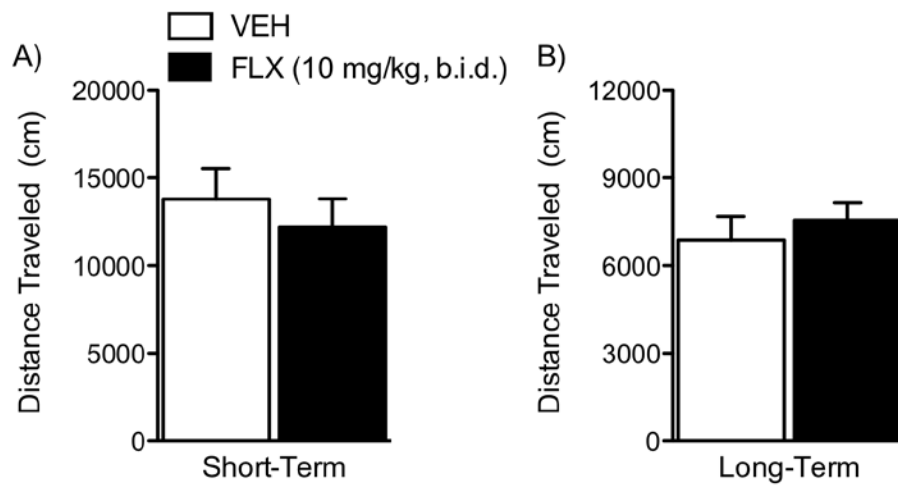 VEH
FLX (10 mg/kg, b.i.d.)
A)
Distance Traveled (cm)
20000
15000
10000
5000
0
Short-Term
B)
Distance Traveled (cm)
12000
9000
6000
3000
0
Long-Term